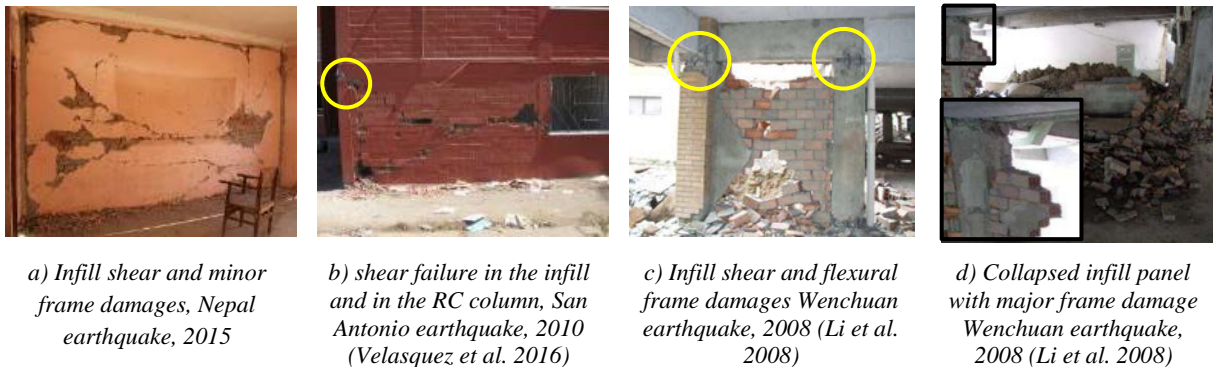 a) Infill shear and minor
frame damages, Nepal
earthquake, 2015
b) shear failure in the infill
and in the RC column, San
Antonio earthquake, 2010
(Velasquez et al. 2016)
c) Infill shear and flexural
frame damages Wenchuan
earthquake, 2008 (Li et al.
2008)
d) Collapsed infill panel
with major frame damage
Wenchuan earthquake,
2008 (Li et al. 2008)